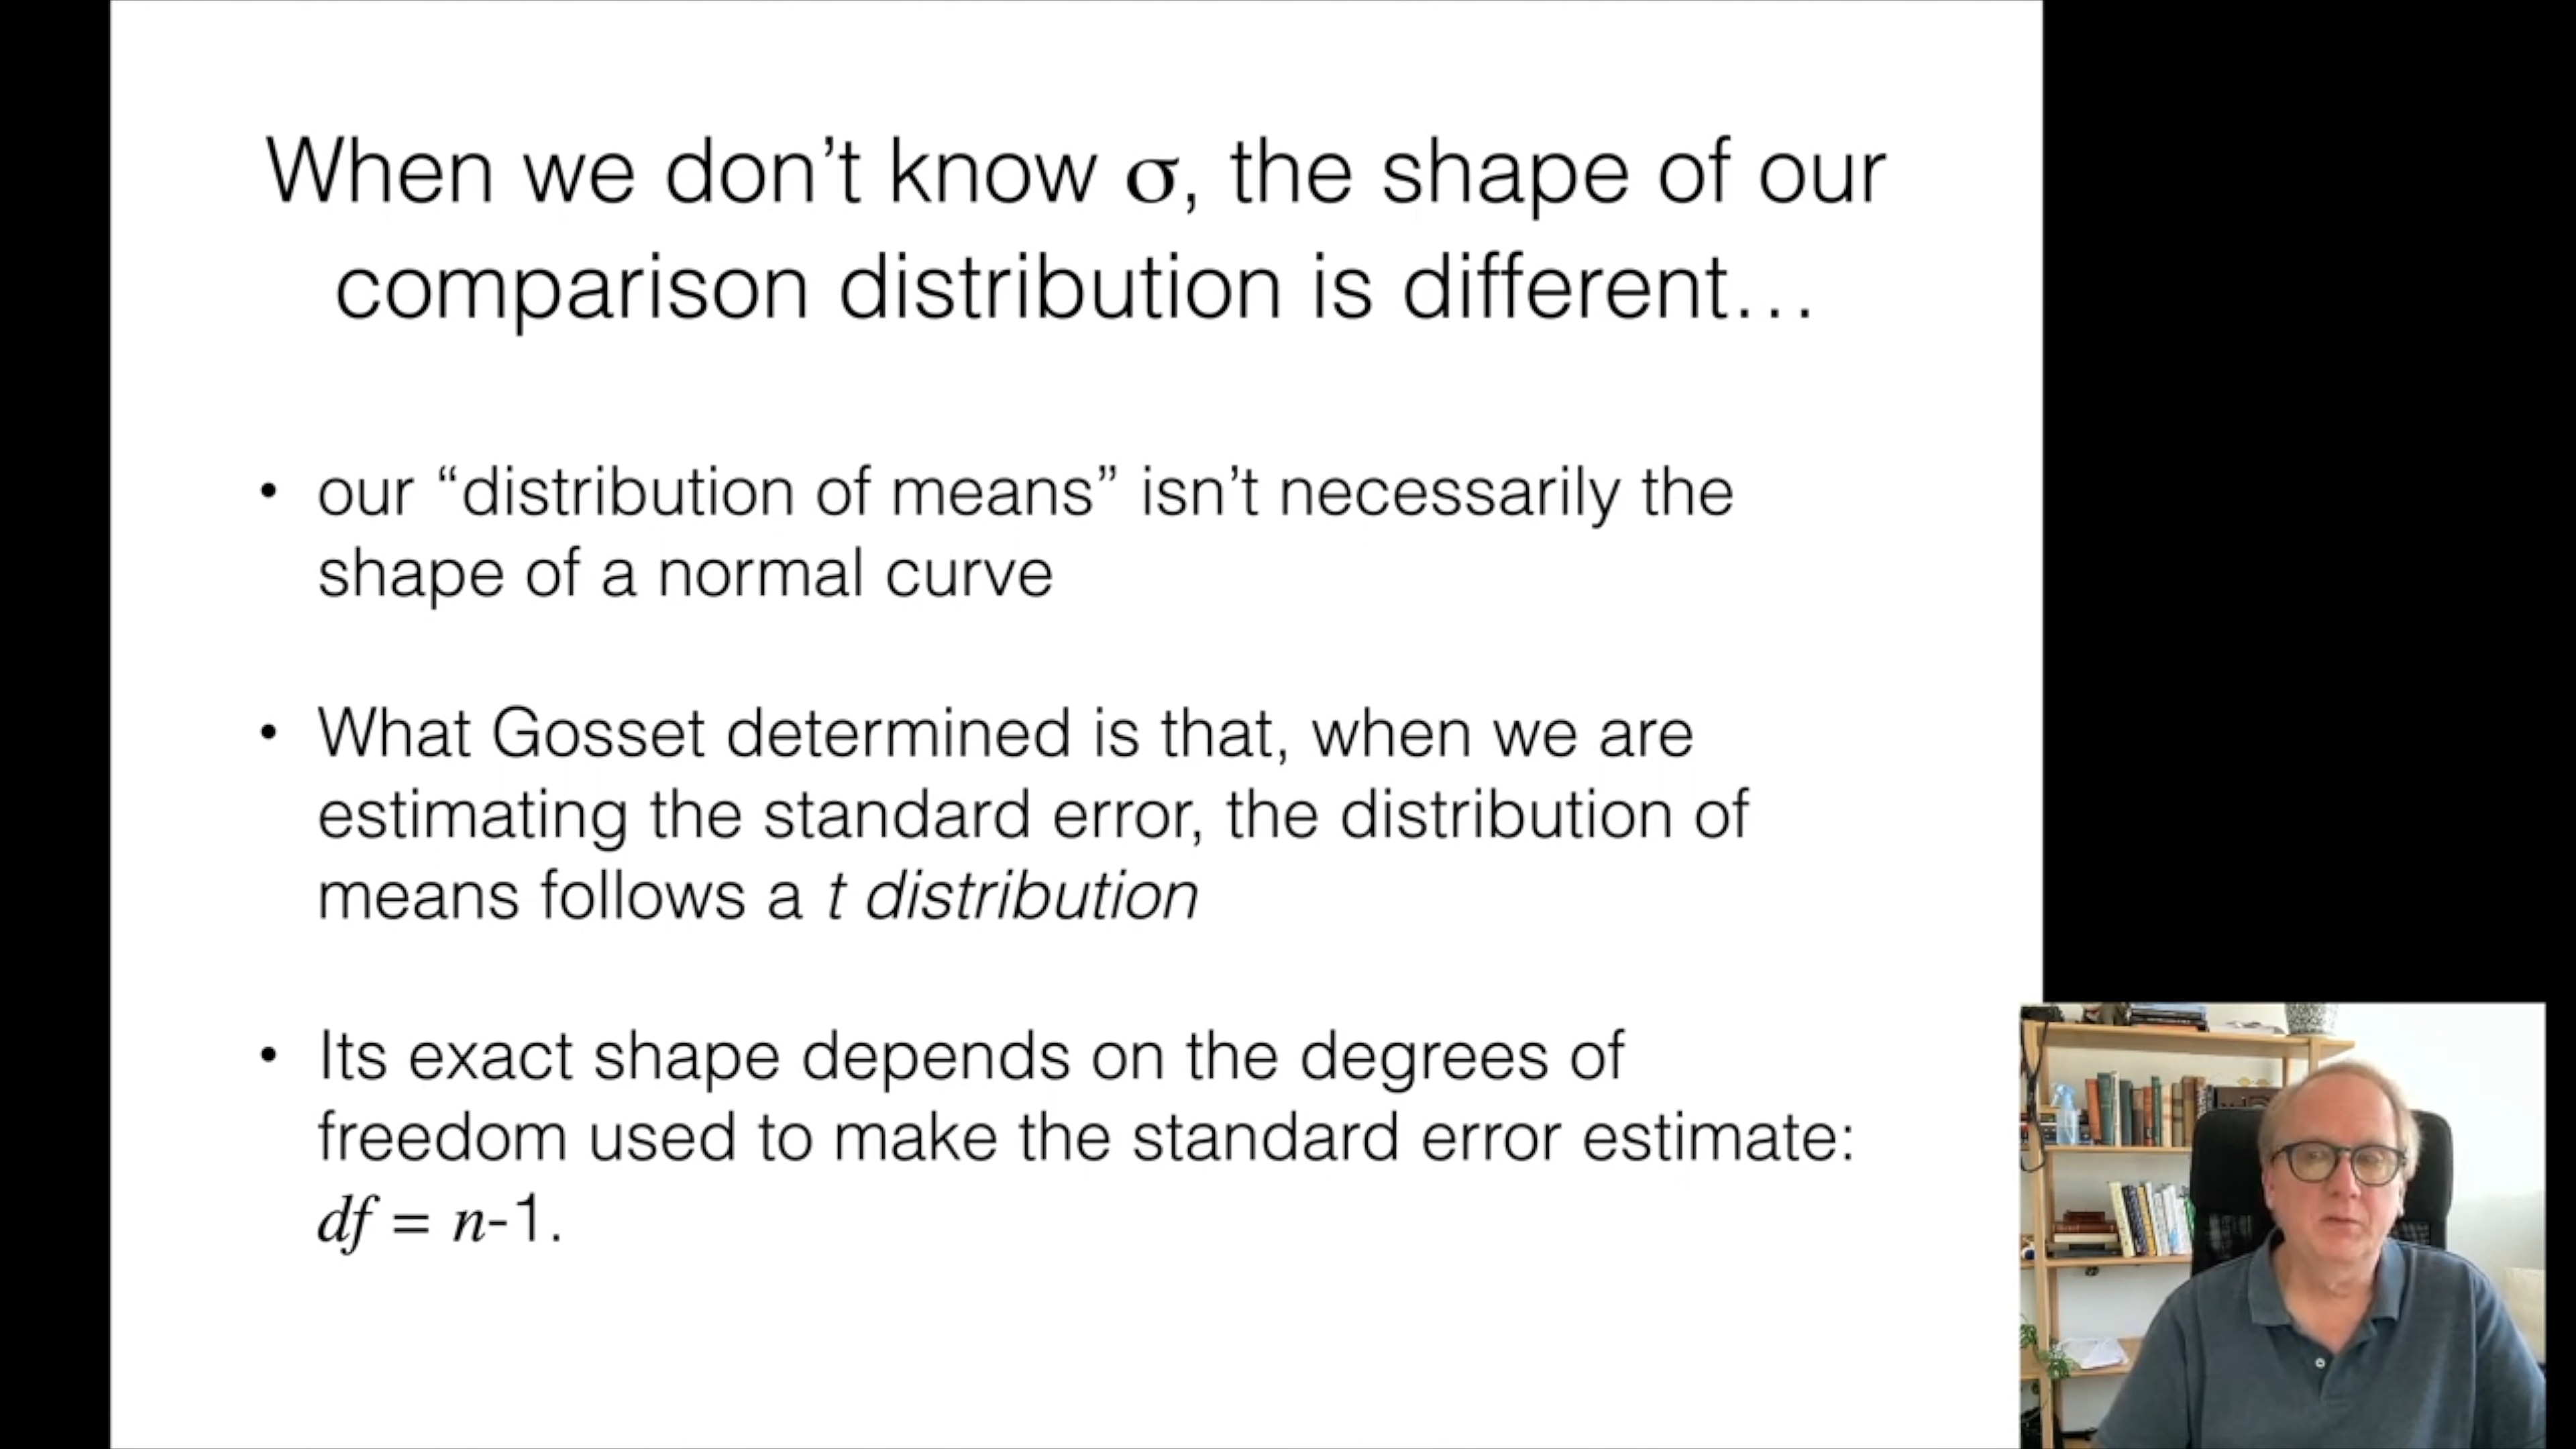 When we don’t know σ, the shape of our
comparison distribution is different…
• our “distribution of means” isn’t necessarily the
shape of a normal curve
• What Gosset determined is that, when we are
estimating the standard error, the distribution of
means follows a t distribution
• Its exact shape depends on the degrees of
freedom used to make the standard error estimate:
df = n-1.